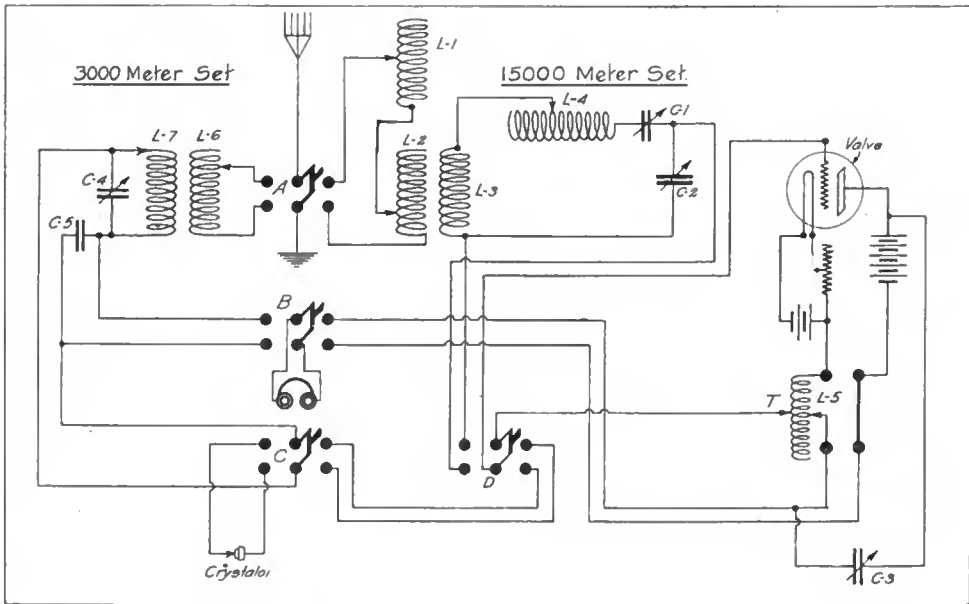 3000 Meter Set
15000 Meter Set.
L-1
L-4
C-1
L-7
L-6
L-2
L-3
C-2
Valve
C-4
C-5
A
B
T
L-5
C
D
C-3
Crystalor